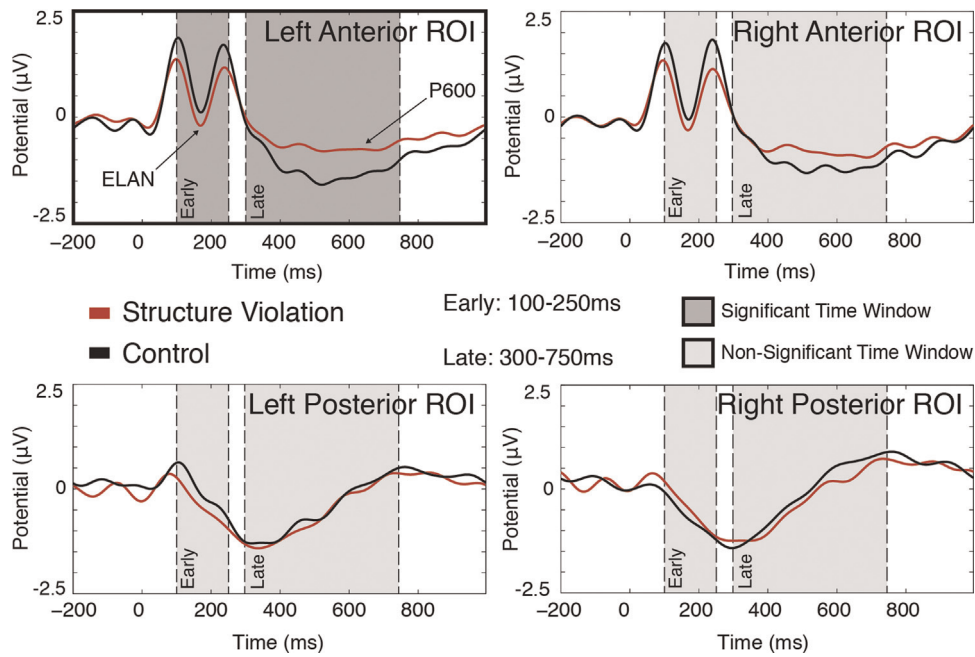 Left Anterior ROI
2.5
0
-2.5
Potential (µV)
P600
ELAN
Early
Late
−200 0 200 400 600 800
Time (ms)
Right Anterior ROI
2.5
0
-2.5
Potential (µV)
Early
Late
−200 0 200 400 600 800
Time (ms)
Structure Violation
Control
Early: 100-250ms
Late: 300-750ms
Significant Time Window
Non-Significant Time Window
Left Posterior ROI
2.5
0
-2.5
Potential (µV)
Early
Late
−200 0 200 400 600 800
Time (ms)
Right Posterior ROI
2.5
0
-2.5
Potential (µV)
Early
Late
−200 0 200 400 600 800
Time (ms)